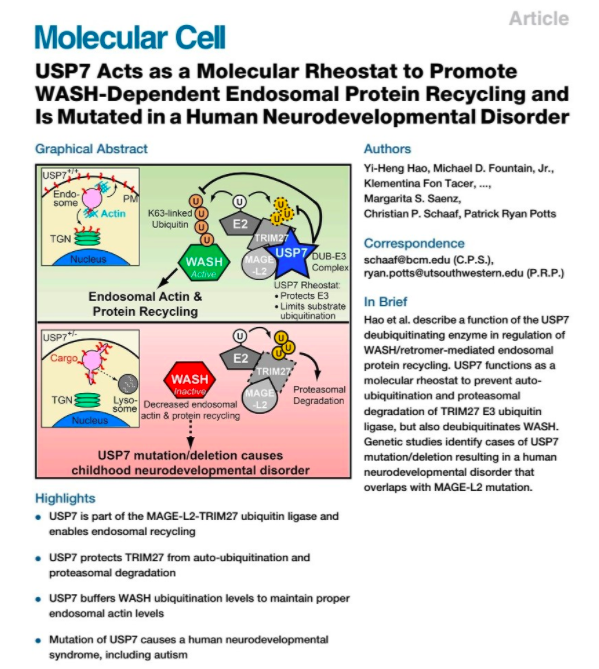 Article
Molecular Cell
USP7 Acts as a Molecular Rheostat to Promote
WASH-Dependent Endosomal Protein Recycling and
Is Mutated in a Human Neurodevelopmental Disorder
Graphical Abstract
USP7+/+
Endo-
some
PM
Actin
TGN
Nucleus
K63-linked
Ubiquitin
U
U
U
U
WASH
Active
U
E2
U
U
U
TRIM27
MAGE
-L2
USP7
DUB-E3
Complex
USP7 Rheostat:
• Protects E3
• Limits substrate
ubiquitination
Endosomal Actin &
Protein Recycling
USP7+/-
Cargo
TGN
Lyso-
some
Nucleus
WASH
Inactive
Decreased endosomal
actin & protein recycling
U
E2
U
U
U
TRIM27
MAGE
-L2
Proteasomal
Degradation
USP7 mutation/deletion causes
childhood neurodevelopmental disorder
Highlights
• USP7 is part of the MAGE-L2-TRIM27 ubiquitin ligase and
enables endosomal recycling
• USP7 protects TRIM27 from auto-ubiquitination and
proteasomal degradation
• USP7 buffers WASH ubiquitination levels to maintain proper
endosomal actin levels
• Mutation of USP7 causes a human neurodevelopmental
syndrome, including autism
Authors
Yi-Heng Hao, Michael D. Fountain, Jr.,
Klementina Fon Tacer, ...,
Margarita S. Saenz,
Christian P. Schaaf, Patrick Ryan Potts
Correspondence
schaaf@bcm.edu (C.P.S.),
ryan.potts@utsouthwestern.edu (P.R.P.)
In Brief
Hao et al. describe a function of the USP7
deubiquitinating enzyme in regulation of
WASH/retromer-mediated endosomal
protein recycling. USP7 functions as a
molecular rheostat to prevent auto-
ubiquitination and proteasomal
degradation of TRIM27 E3 ubiquitin
ligase, but also deubiquitinates WASH.
Genetic studies identify cases of USP7
mutation/deletion resulting in a human
neurodevelopmental disorder that
overlaps with MAGE-L2 mutation.